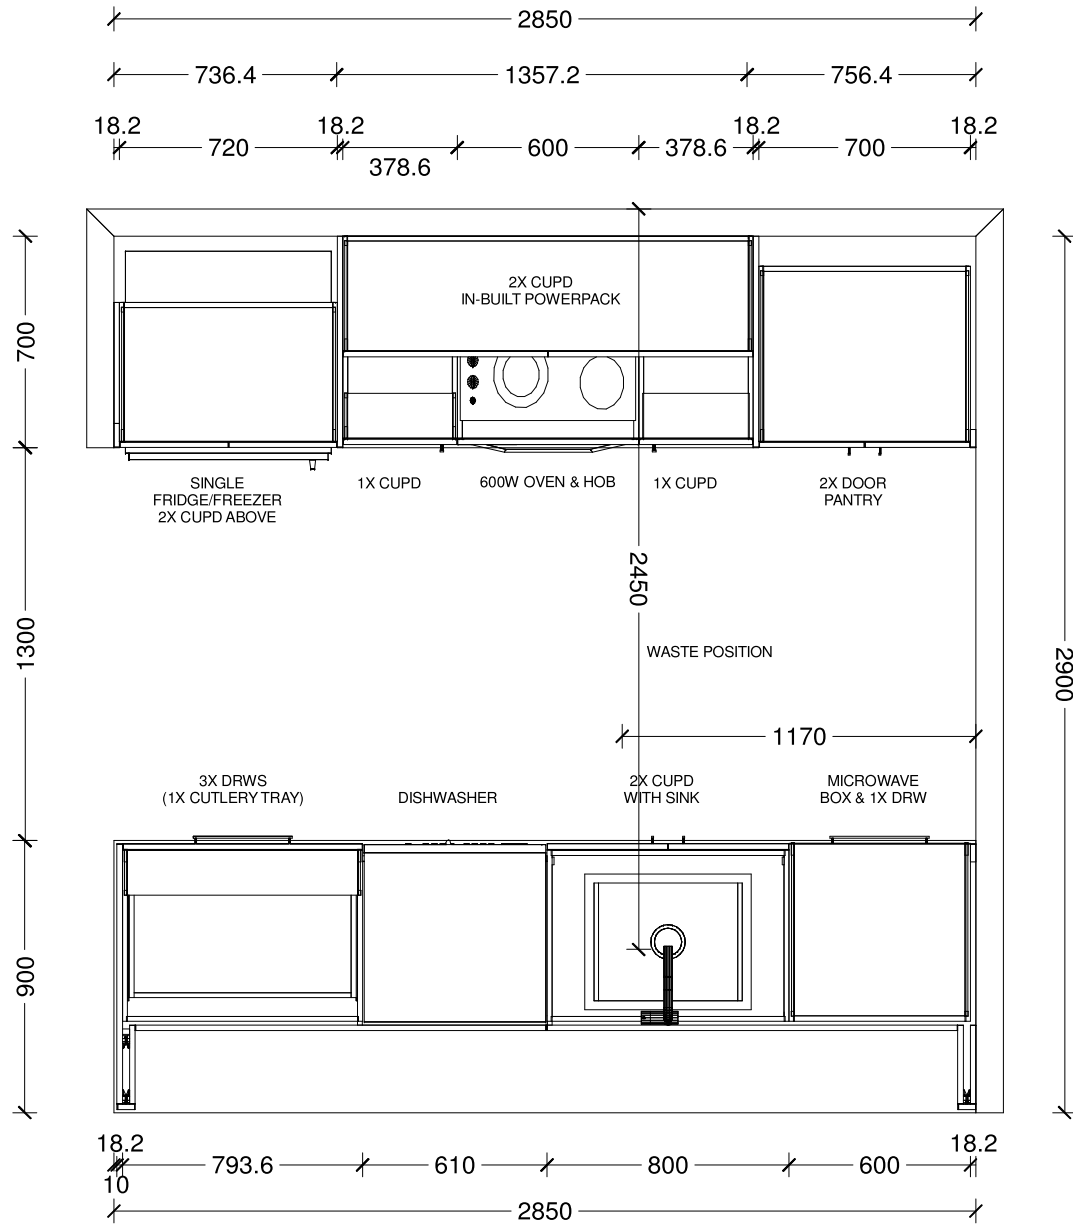 2850
736.4 1357.2 756.4
18.2 18.2 18.2 18.2
720 600 378.6 700
378.6
2X CUPD
IN-BUILT POWERPACK
700
SINGLE
FRIDGE/FREEZER
2X CUPD ABOVE
1X CUPD
600W OVEN & HOB
1X CUPD
2X DOOR
PANTRY
2450
1300
WASTE POSITION
2900
1170
3X DRWS
(1X CUTLERY TRAY)
DISHWASHER
2X CUPD
WITH SINK
MICROWAVE
BOX & 1X DRW
900
18.2 18.2
793.6 610 800 600
10
2850